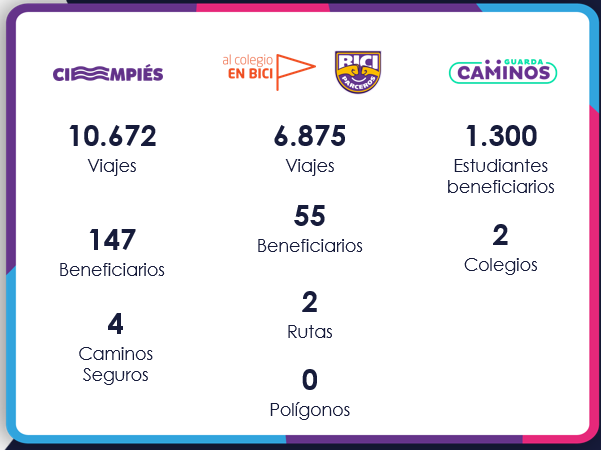 CIEMPIÉS
10.672
Viajes
147
Beneficiarios
4
Caminos
Seguros
al colegio
EN BICI
BICI
PARCEROS
6.875
Viajes
55
Beneficiarios
2
Rutas
0
Polígonos
GUARDA
CAMINOS
1.300
Estudiantes
beneficiarios
2
Colegios